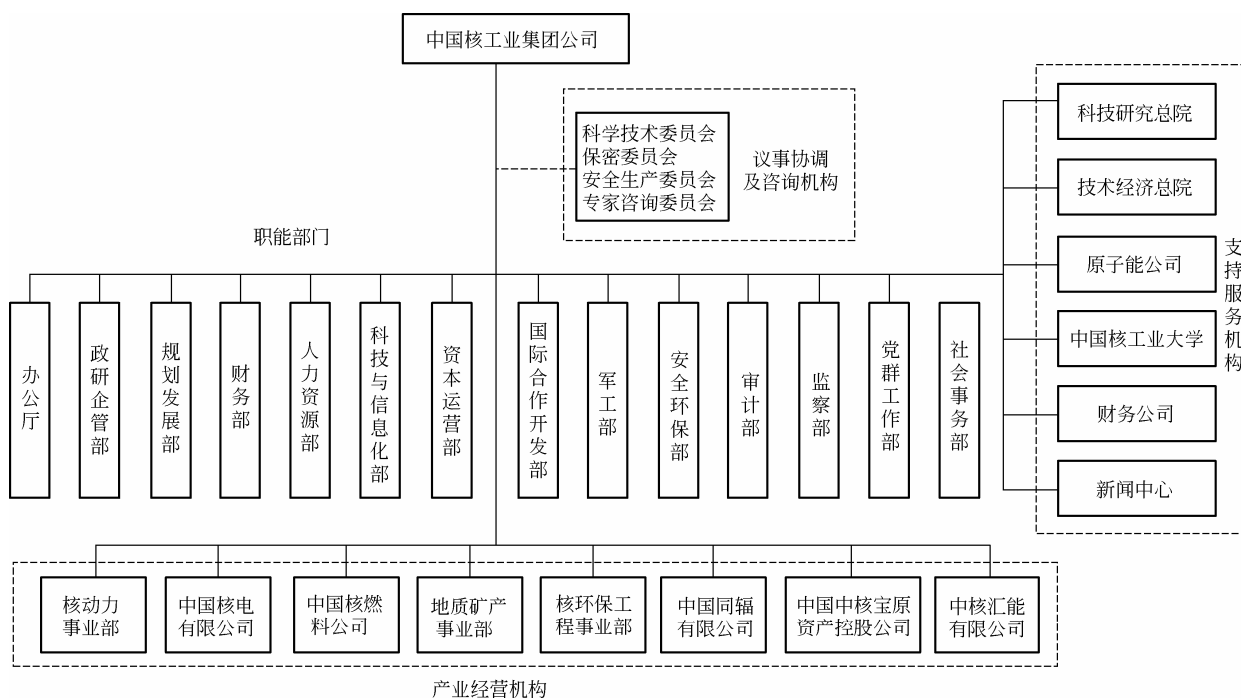 中国核工业集团公司
科学技术委员会
保密委员会
安全生产委员会
专家咨询委员会
议事协调
及咨询机构
职能部门
办公厅
政研企管部
规划发展部
财务部
人力资源部
科技与信息化部
资本运营部
国际合作开发部
军工部
安全环保部
审计部
监察部
党群工作部
社会事务部
科技研究总院
技术经济总院
原子能公司
中国核工业大学
财务公司
新闻中心
支持服务机构
核动力
事业部
中国核电
有限公司
中国核燃
料公司
地质矿产
事业部
核环保工
程事业部
中国同辐
有限公司
中国中核宝原
资产控股公司
中核汇能
有限公司
产业经营机构